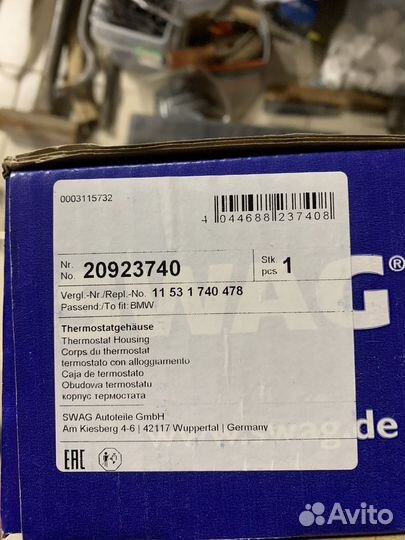 0003115732
4 044688 237408
Nr. No. 20923740 Stk pcs 1
Vergl.-Nr./Repl.-No. 11 53 1 740 478
Passend:/To fit: BMW
Thermostatgehäuse
Thermostat Housing
Corps du thermostat
termostato con alloggiamento
Caja de termostato
Obudowa termostatu
корпус термостата
SWAG Autoteile GmbH
Am Kiesberg 4-6 | 42117 Wuppertal | Germany
EAC
WAG®
www.swag.de
Avito